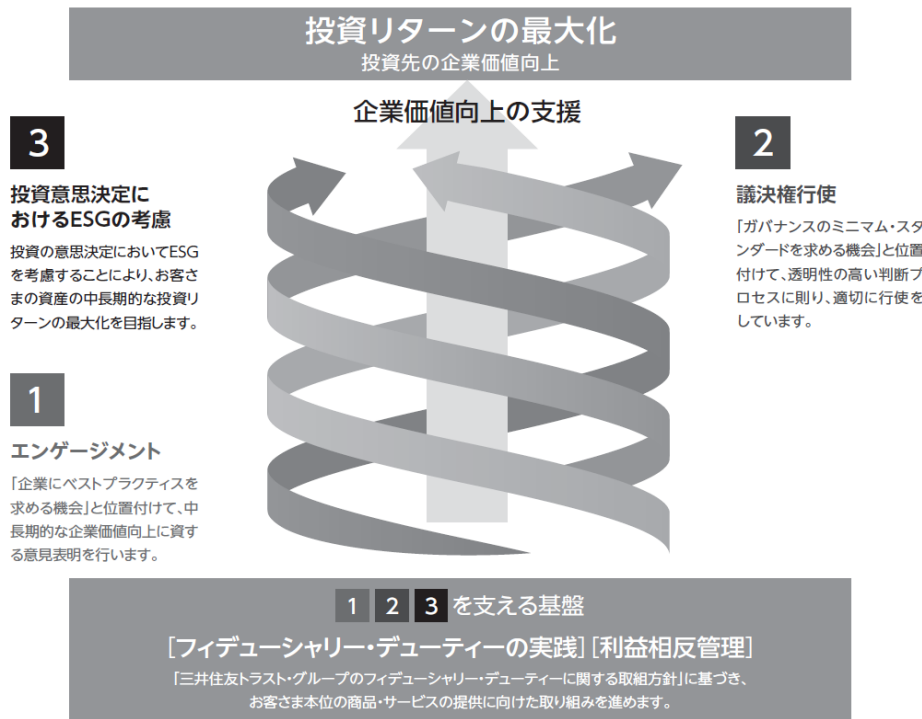 投資リターンの最大化
投資先の企業価値向上
企業価値向上の支援
3
投資意思決定に
おけるESGの考慮
投資の意思決定においてESG
を考慮することにより、お客さ
まの資産の中長期的な投資リ
ターンの最大化を目指します。
2
議決権行使
「ガバナンスのミニマム・スタ
ンダードを求める機会」と位置
付けて、透明性の高い判断プ
ロセスに則り、適切に行使を
しています。
1
エンゲージメント
「企業にベストプラクティスを
求める機会」と位置付けて、中
長期的な企業価値向上に資す
る意見表明を行います。
1 2 3 を支える基盤
[フィデューシャリー・デューティーの実践] [利益相反管理]
「三井住友トラスト・グループのフィデューシャリー・デューティーに関する取組方針」に基づき、
お客さま本位の商品・サービスの提供に向けた取り組みを進めます。